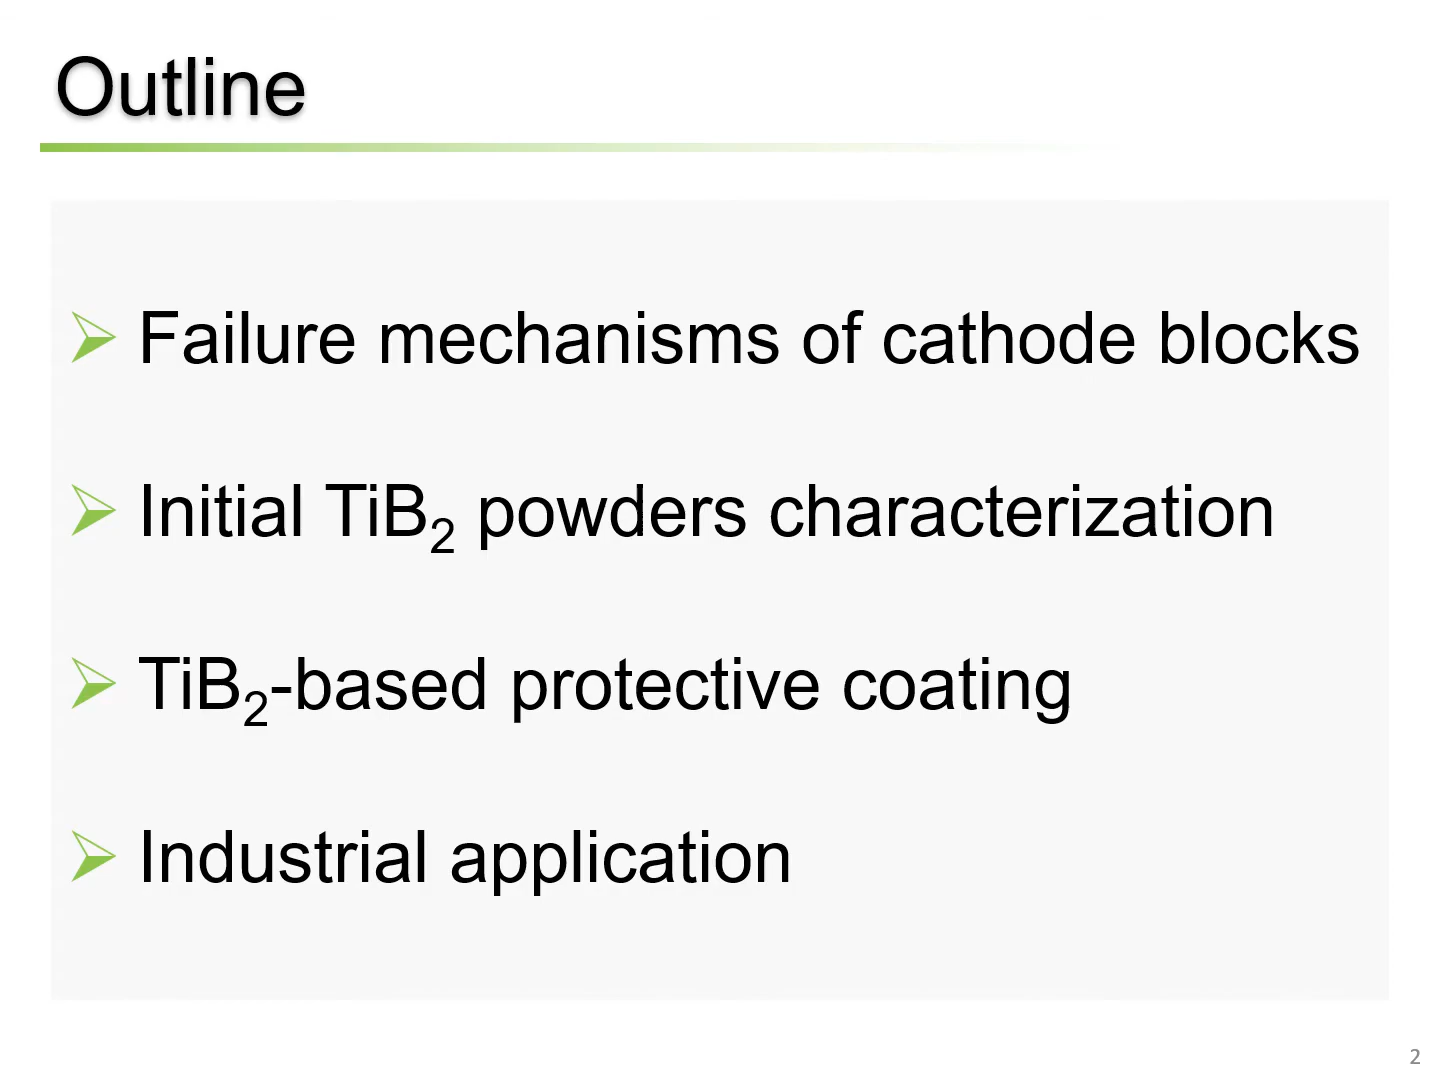 Outline
Failure mechanisms of cathode blocks
Initial TiB₂ powders characterization
TiB₂-based protective coating
Industrial application
2